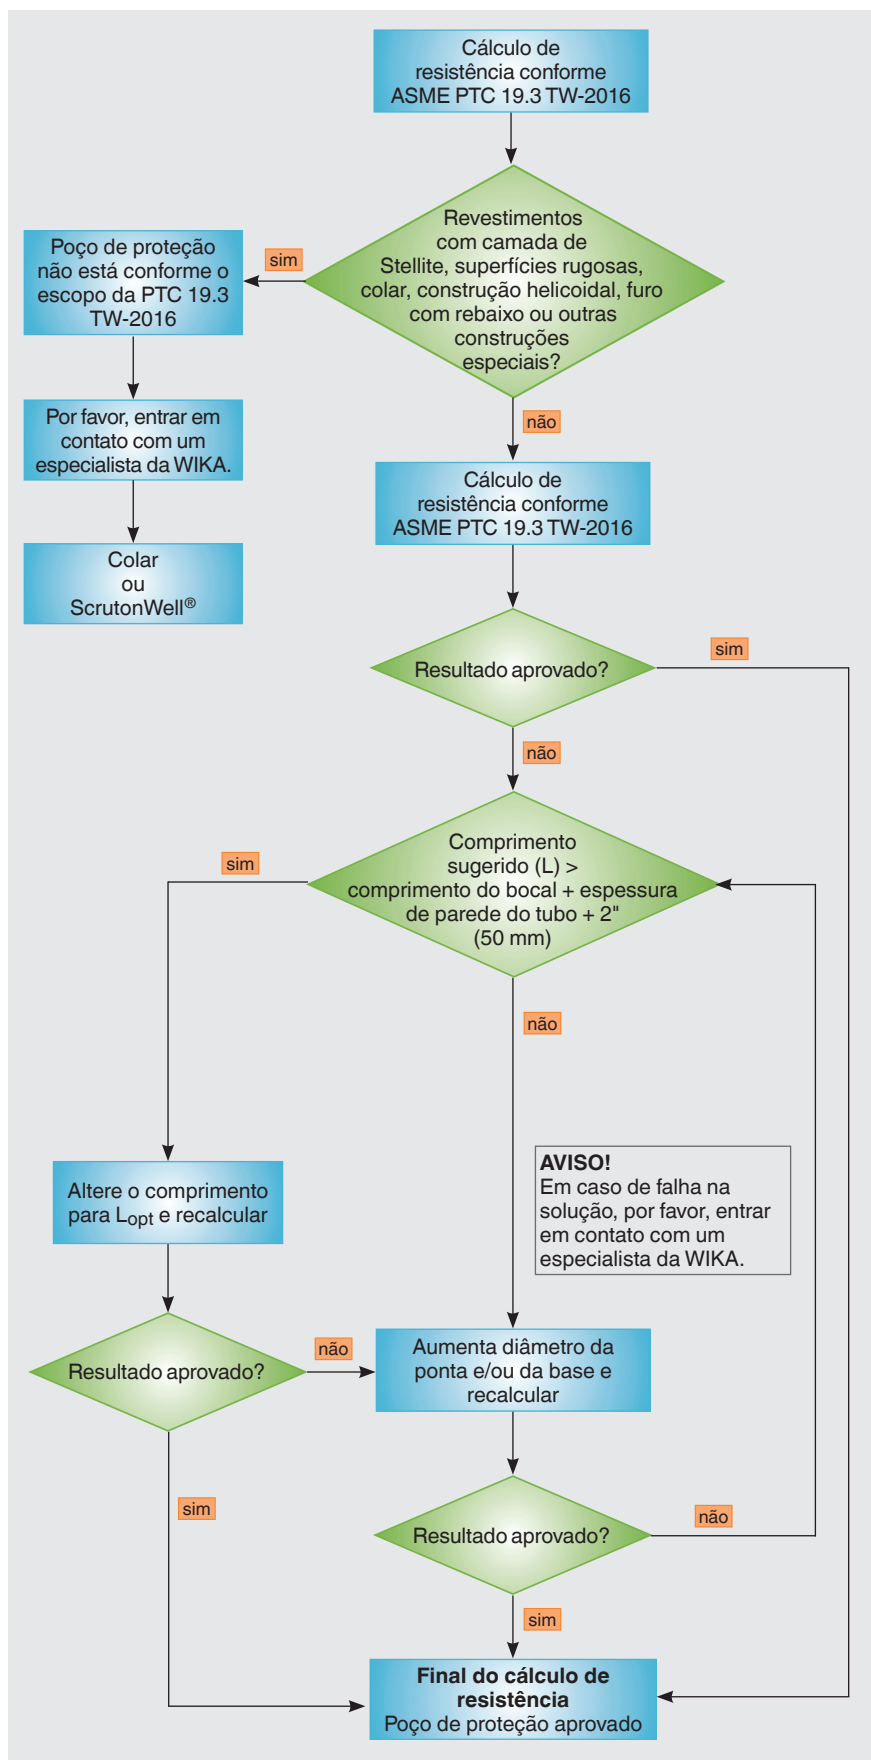 Cálculo de
resistência conforme
ASME PTC 19.3 TW-2016
Revestimentos
com camada de
Stellite, superfícies rugosas,
colar, construção helicoidal, furo
com rebaixo ou outras
construções
especiais?
sim
Poço de proteção
não está conforme o
escopo da PTC 19.3
TW-2016
Por favor, entrar em
contato com um
especialista da WIKA.
Colar
ou
ScrutonWell®
não
Cálculo de
resistência conforme
ASME PTC 19.3 TW-2016
Resultado aprovado?
sim
não
Comprimento
sugerido (L) >
comprimento do bocal + espessura
de parede do tubo + 2"
(50 mm)
sim
não
AVISO!
Em caso de falha na
solução, por favor, entrar
em contato com um
especialista da WIKA.
Altere o comprimento
para Lopt e recalcular
Resultado aprovado?
não
Aumenta diâmetro da
ponta e/ou da base e
recalcular
sim
Resultado aprovado?
não
sim
Final do cálculo de
resistência
Poço de proteção aprovado